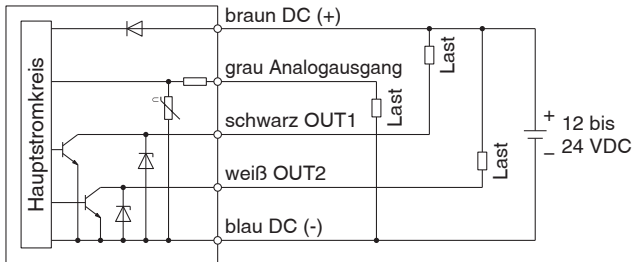 braun DC (+)
grau Analogausgang
schwarz OUT1
weiß OUT2
blau DC (-)
Hauptstromkreis
Last
Last
Last
+ 12 bis
– 24 VDC
U